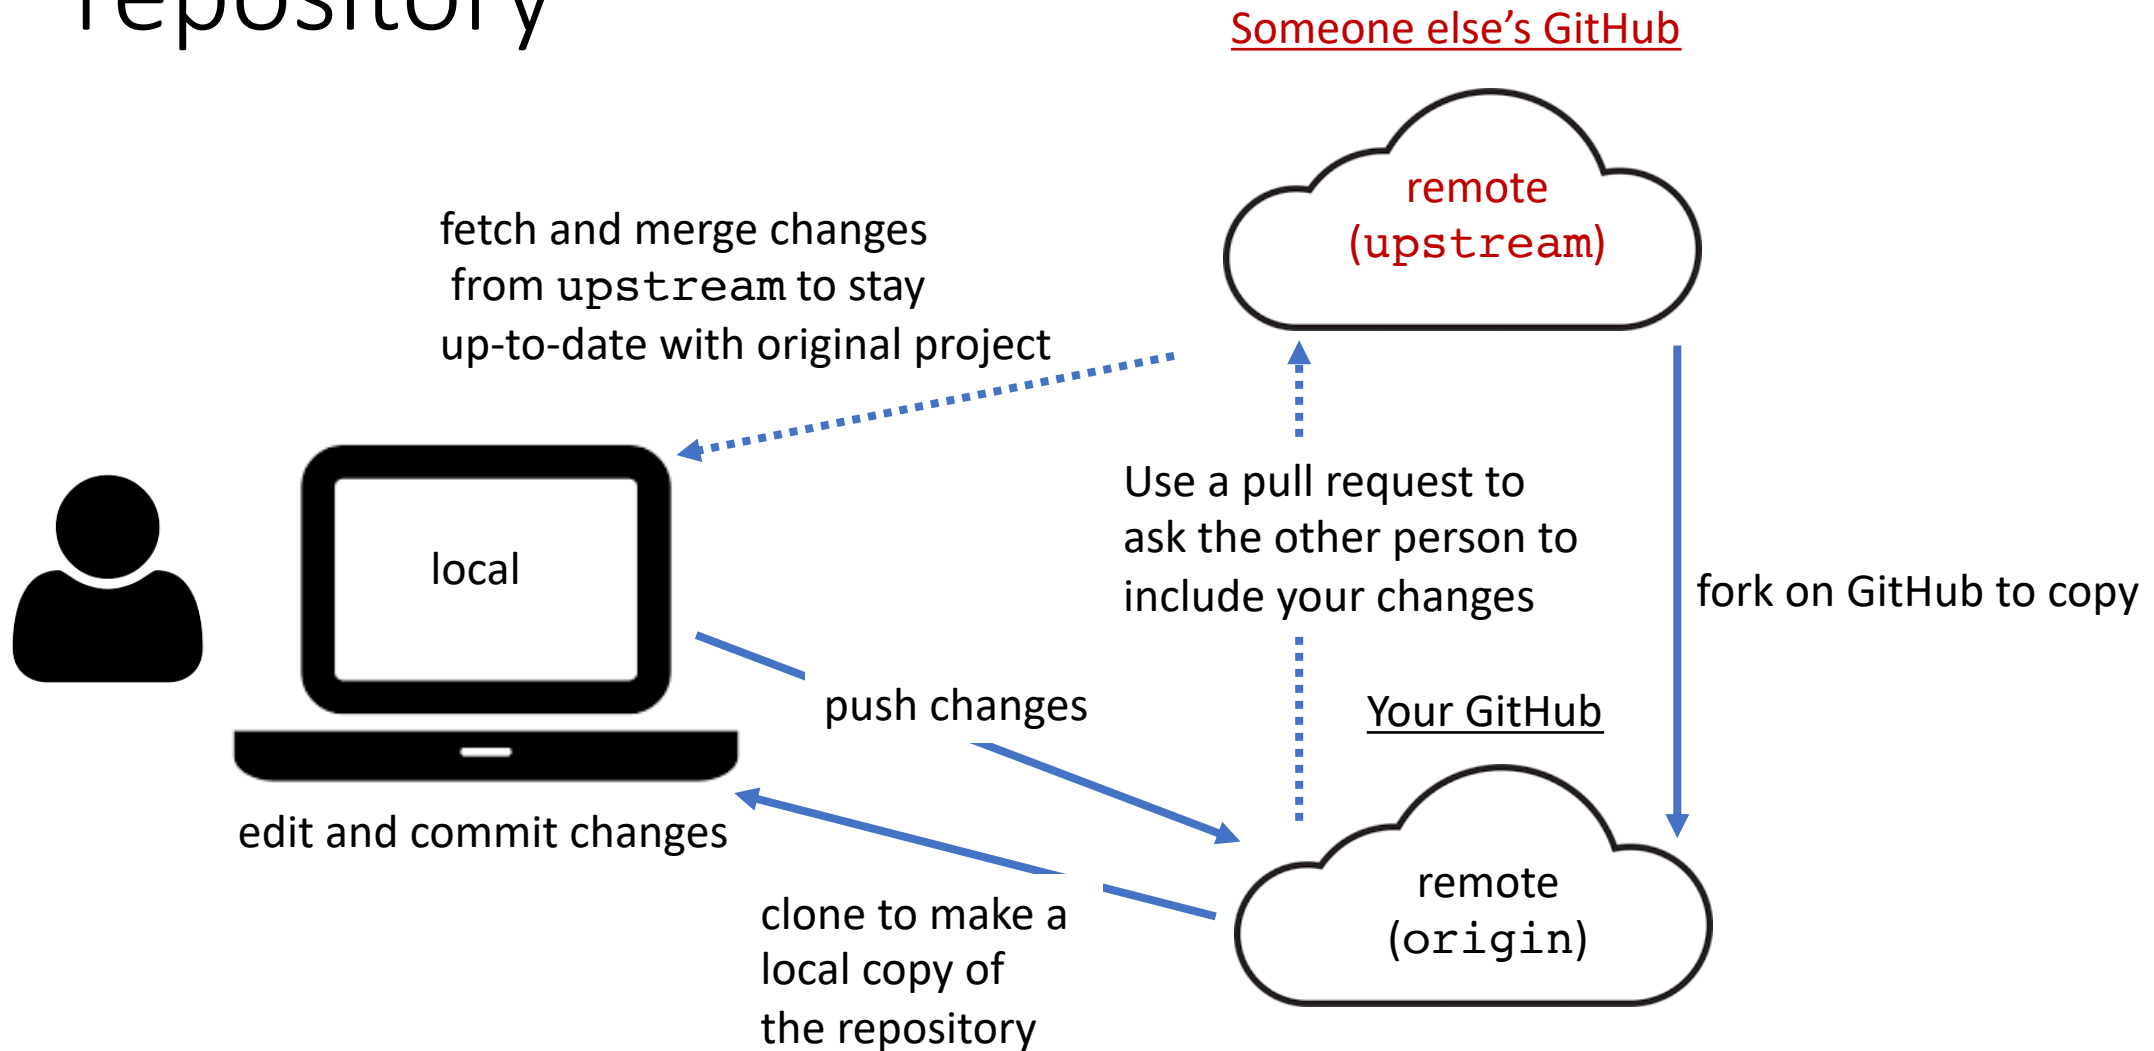 repository
Someone else’s GitHub
remote
(upstream)
fetch and merge changes
from upstream to stay
up-to-date with original project
local
Use a pull request to
ask the other person to
include your changes
fork on GitHub to copy
push changes
Your GitHub
edit and commit changes
remote
(origin)
clone to make a
local copy of
the repository